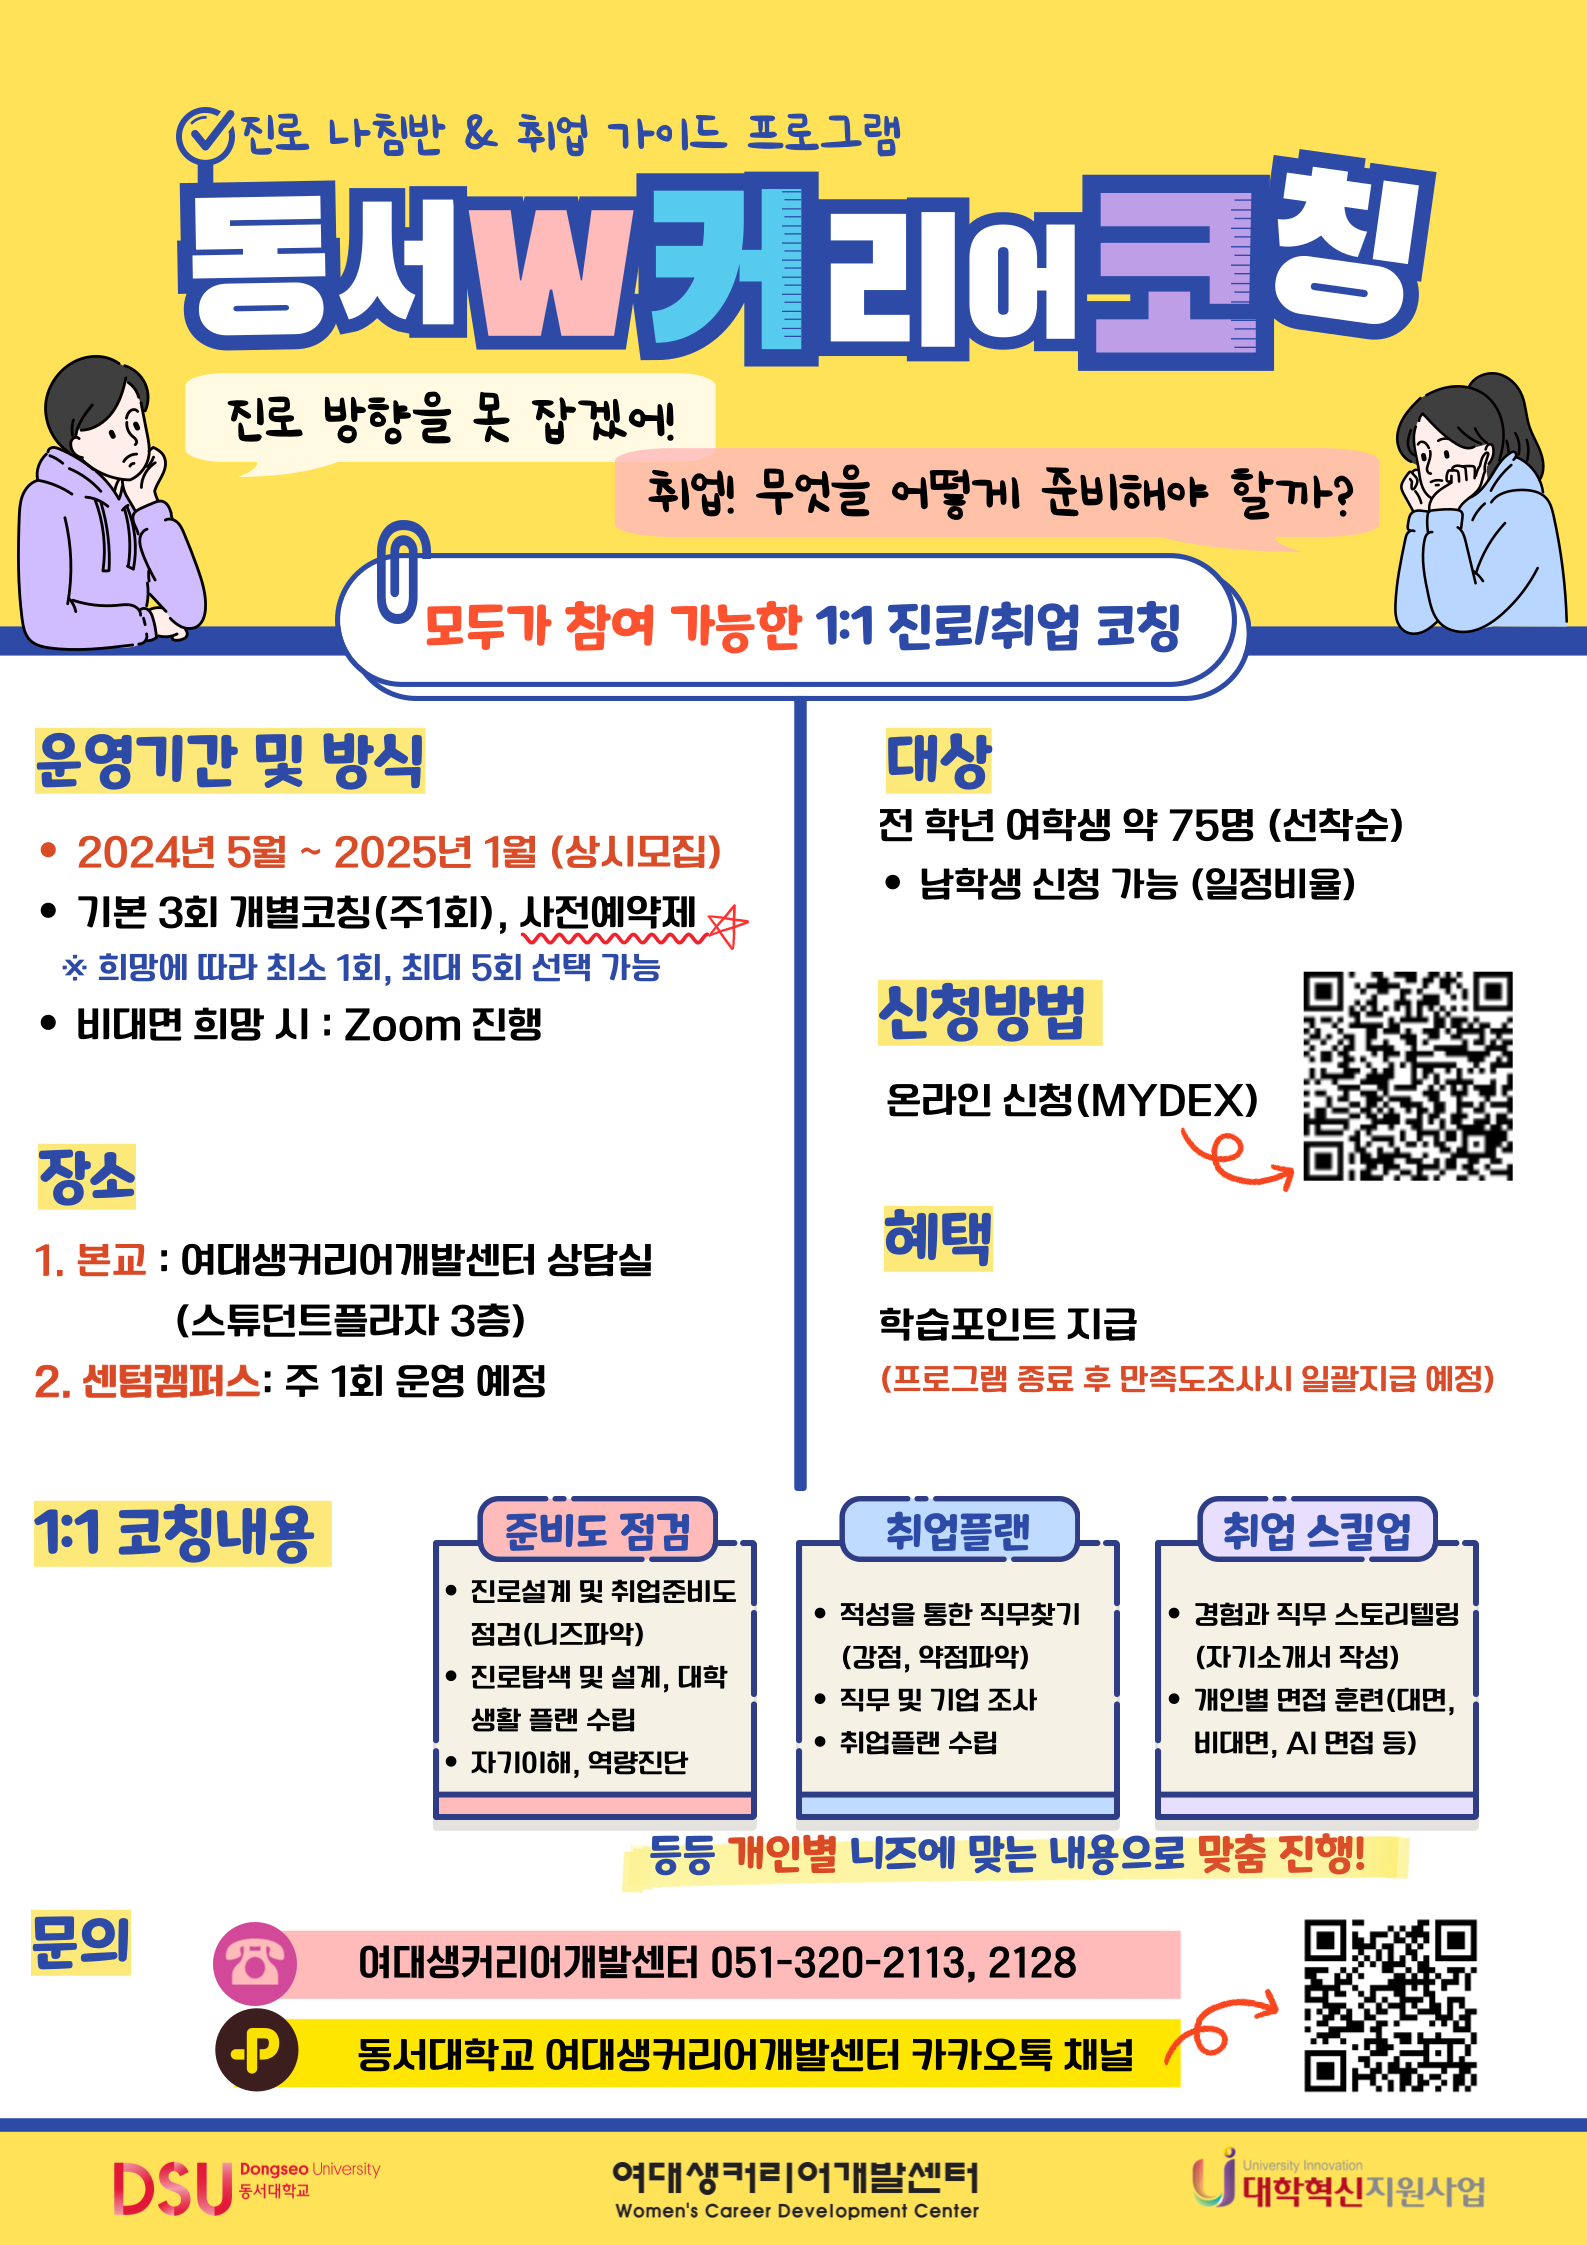 진로 나침반 & 취업 가이드 프로그램
동서W커리어코칭
진로 방향을 못 잡겠어!
취업! 무엇을 어떻게 준비해야 할까?
모두가 참여 가능한 1:1 진로/취업 코칭
운영기간 및 방식
• 2024년 5월 ~ 2025년 1월 (상시모집)
• 기본 3회 개별코칭(주1회), 사전예약제
※ 희망에 따라 최소 1회, 최대 5회 선택 가능
• 비대면 희망 시 : Zoom 진행
장소
1. 본교 : 여대생커리어개발센터 상담실
(스튜던트플라자 3층)
2. 센텀캠퍼스: 주 1회 운영 예정
대상
전 학년 여학생 약 75명 (선착순)
• 남학생 신청 가능 (일정비율)
신청방법
온라인 신청(MYDEX)
혜택
학습포인트 지급
(프로그램 종료 후 만족도조사시 일괄지급 예정)
1:1 코칭내용
준비도 점검
• 진로설계 및 취업준비도
점검(니즈파악)
• 진로탐색 및 설계, 대학
생활 플랜 수립
• 자기이해, 역량진단
취업플랜
• 적성을 통한 직무찾기
(강점, 약점파악)
• 직무 및 기업 조사
• 취업플랜 수립
취업 스킬업
• 경험과 직무 스토리텔링
(자기소개서 작성)
• 개인별 면접 훈련(대면,
비대면, AI 면접 등)
등등 개인별 니즈에 맞는 내용으로 맞춤 진행!
문의
여대생커리어개발센터 051-320-2113, 2128
동서대학교 여대생커리어개발센터 카카오톡 채널
DSU Dongseo University
동서대학교
여대생커리어개발센터
Women's Career Development Center
University Innovation
대학혁신지원사업